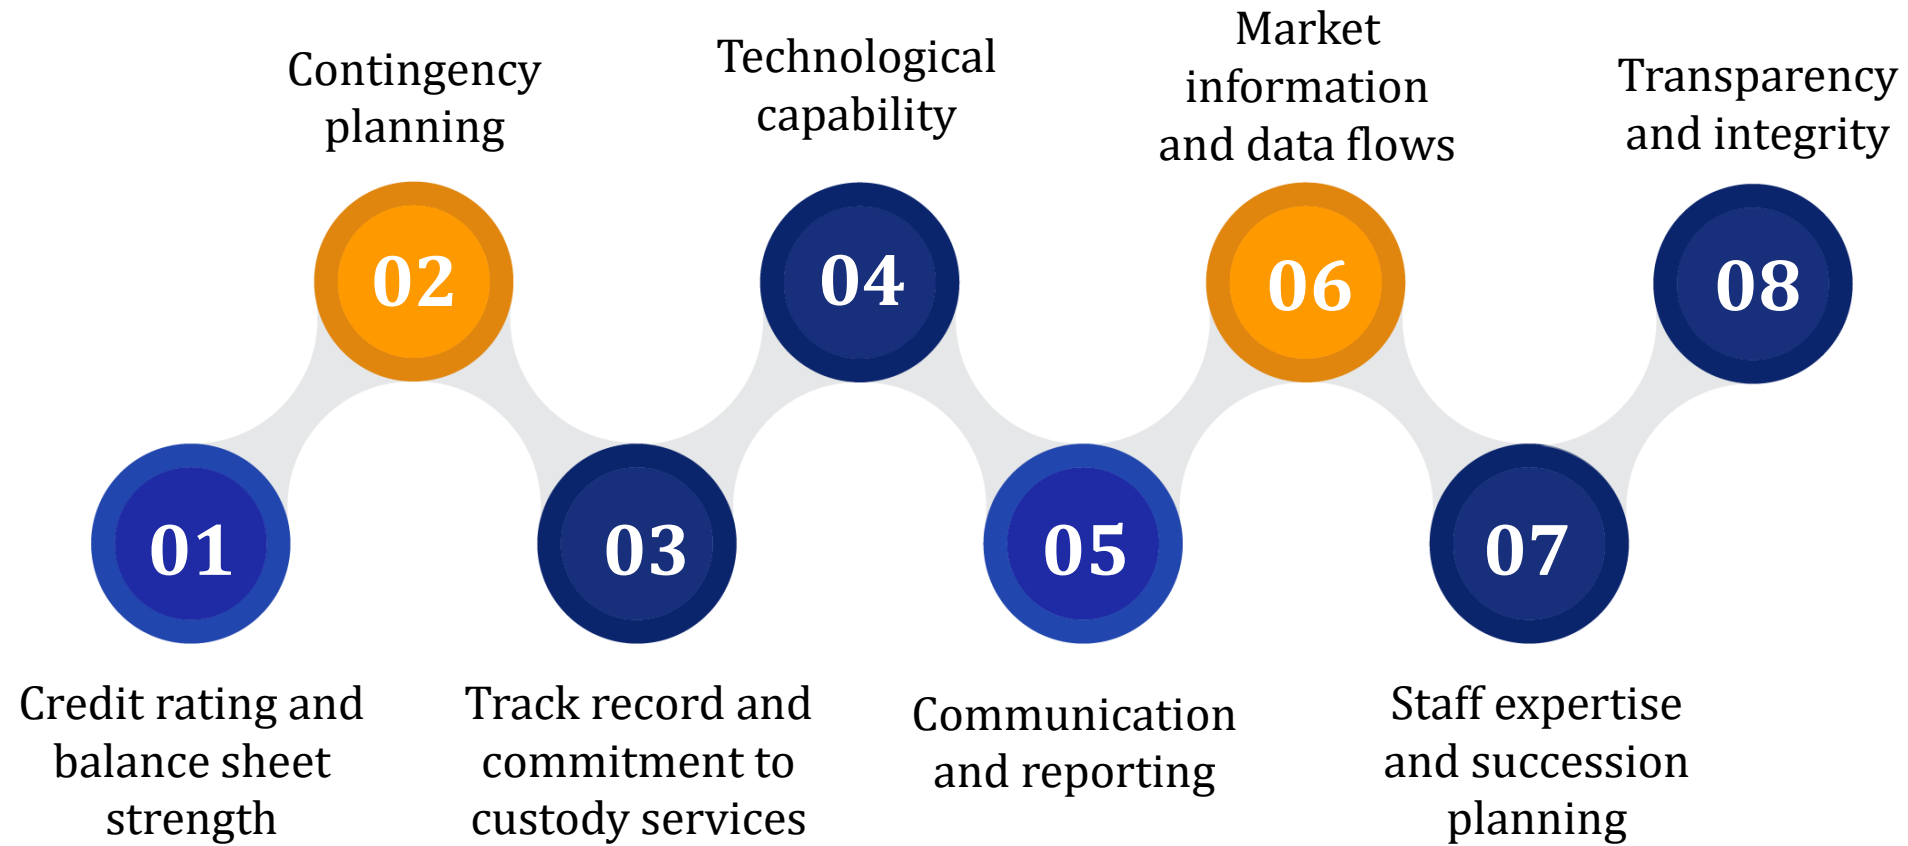 01
Credit rating and
balance sheet
strength
02
Contingency
planning
03
Track record and
commitment to
custody services
04
Technological
capability
05
Communication
and reporting
06
Market
information
and data flows
07
Staff expertise
and succession
planning
08
Transparency
and integrity